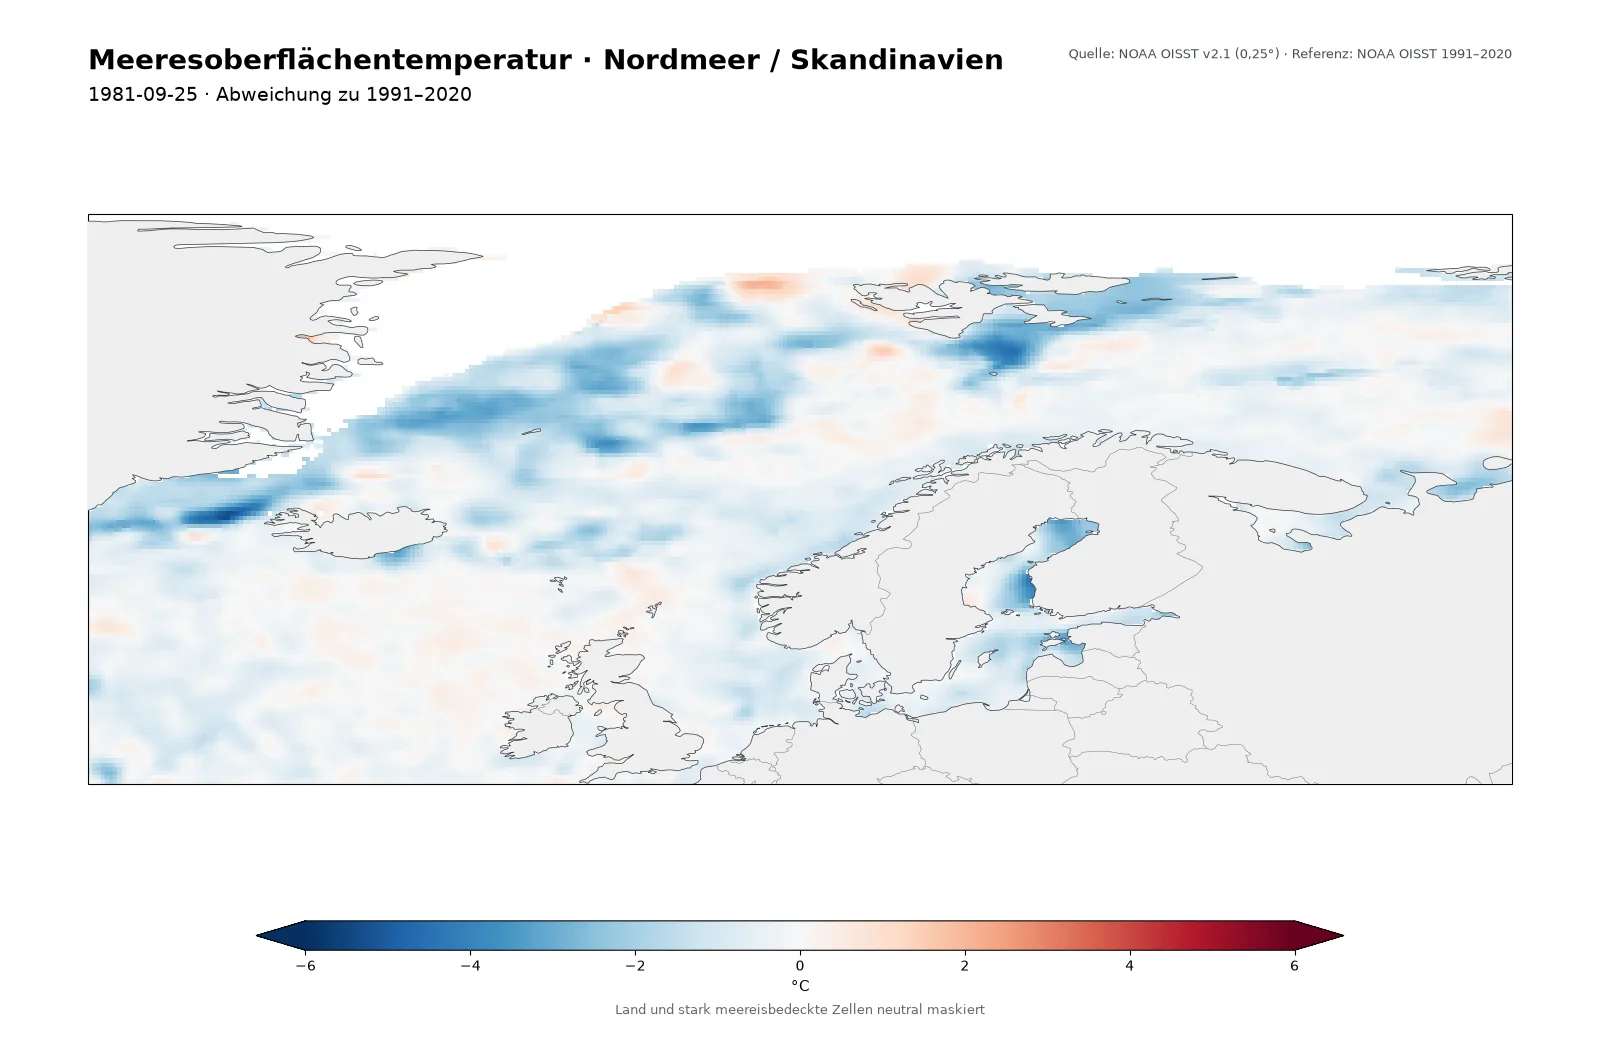 Meeresoberflächentemperatur · Nordmeer / Skandinavien
Quelle: NOAA OISST v2.1 (0,25°) · Referenz: NOAA OISST 1991–2020
1981-09-25 · Abweichung zu 1991–2020
−6 −4 −2 0 2 4 6
°C
Land und stark meereisbedeckte Zellen neutral maskiert